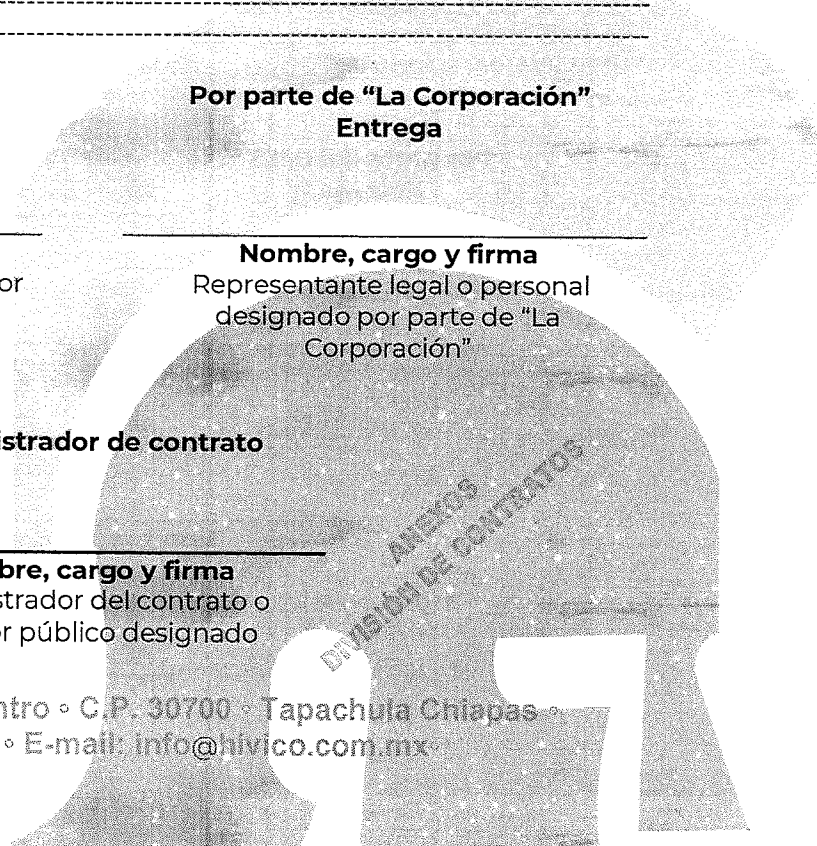 Por parte de “La Corporación”
Entrega
Nombre, cargo y firma
or
Representante legal o personal
designado por parte de “La
Corporación”
istrador de contrato
ANEXOS
DIVISIÓN DE CONTRATOS
bre, cargo y firma
strador del contrato o
r público designado
ntro ◦ C.P. 30700 ◦ Tapachula Chiapas ◦
◦ E-mail: info@hivico.com.mx